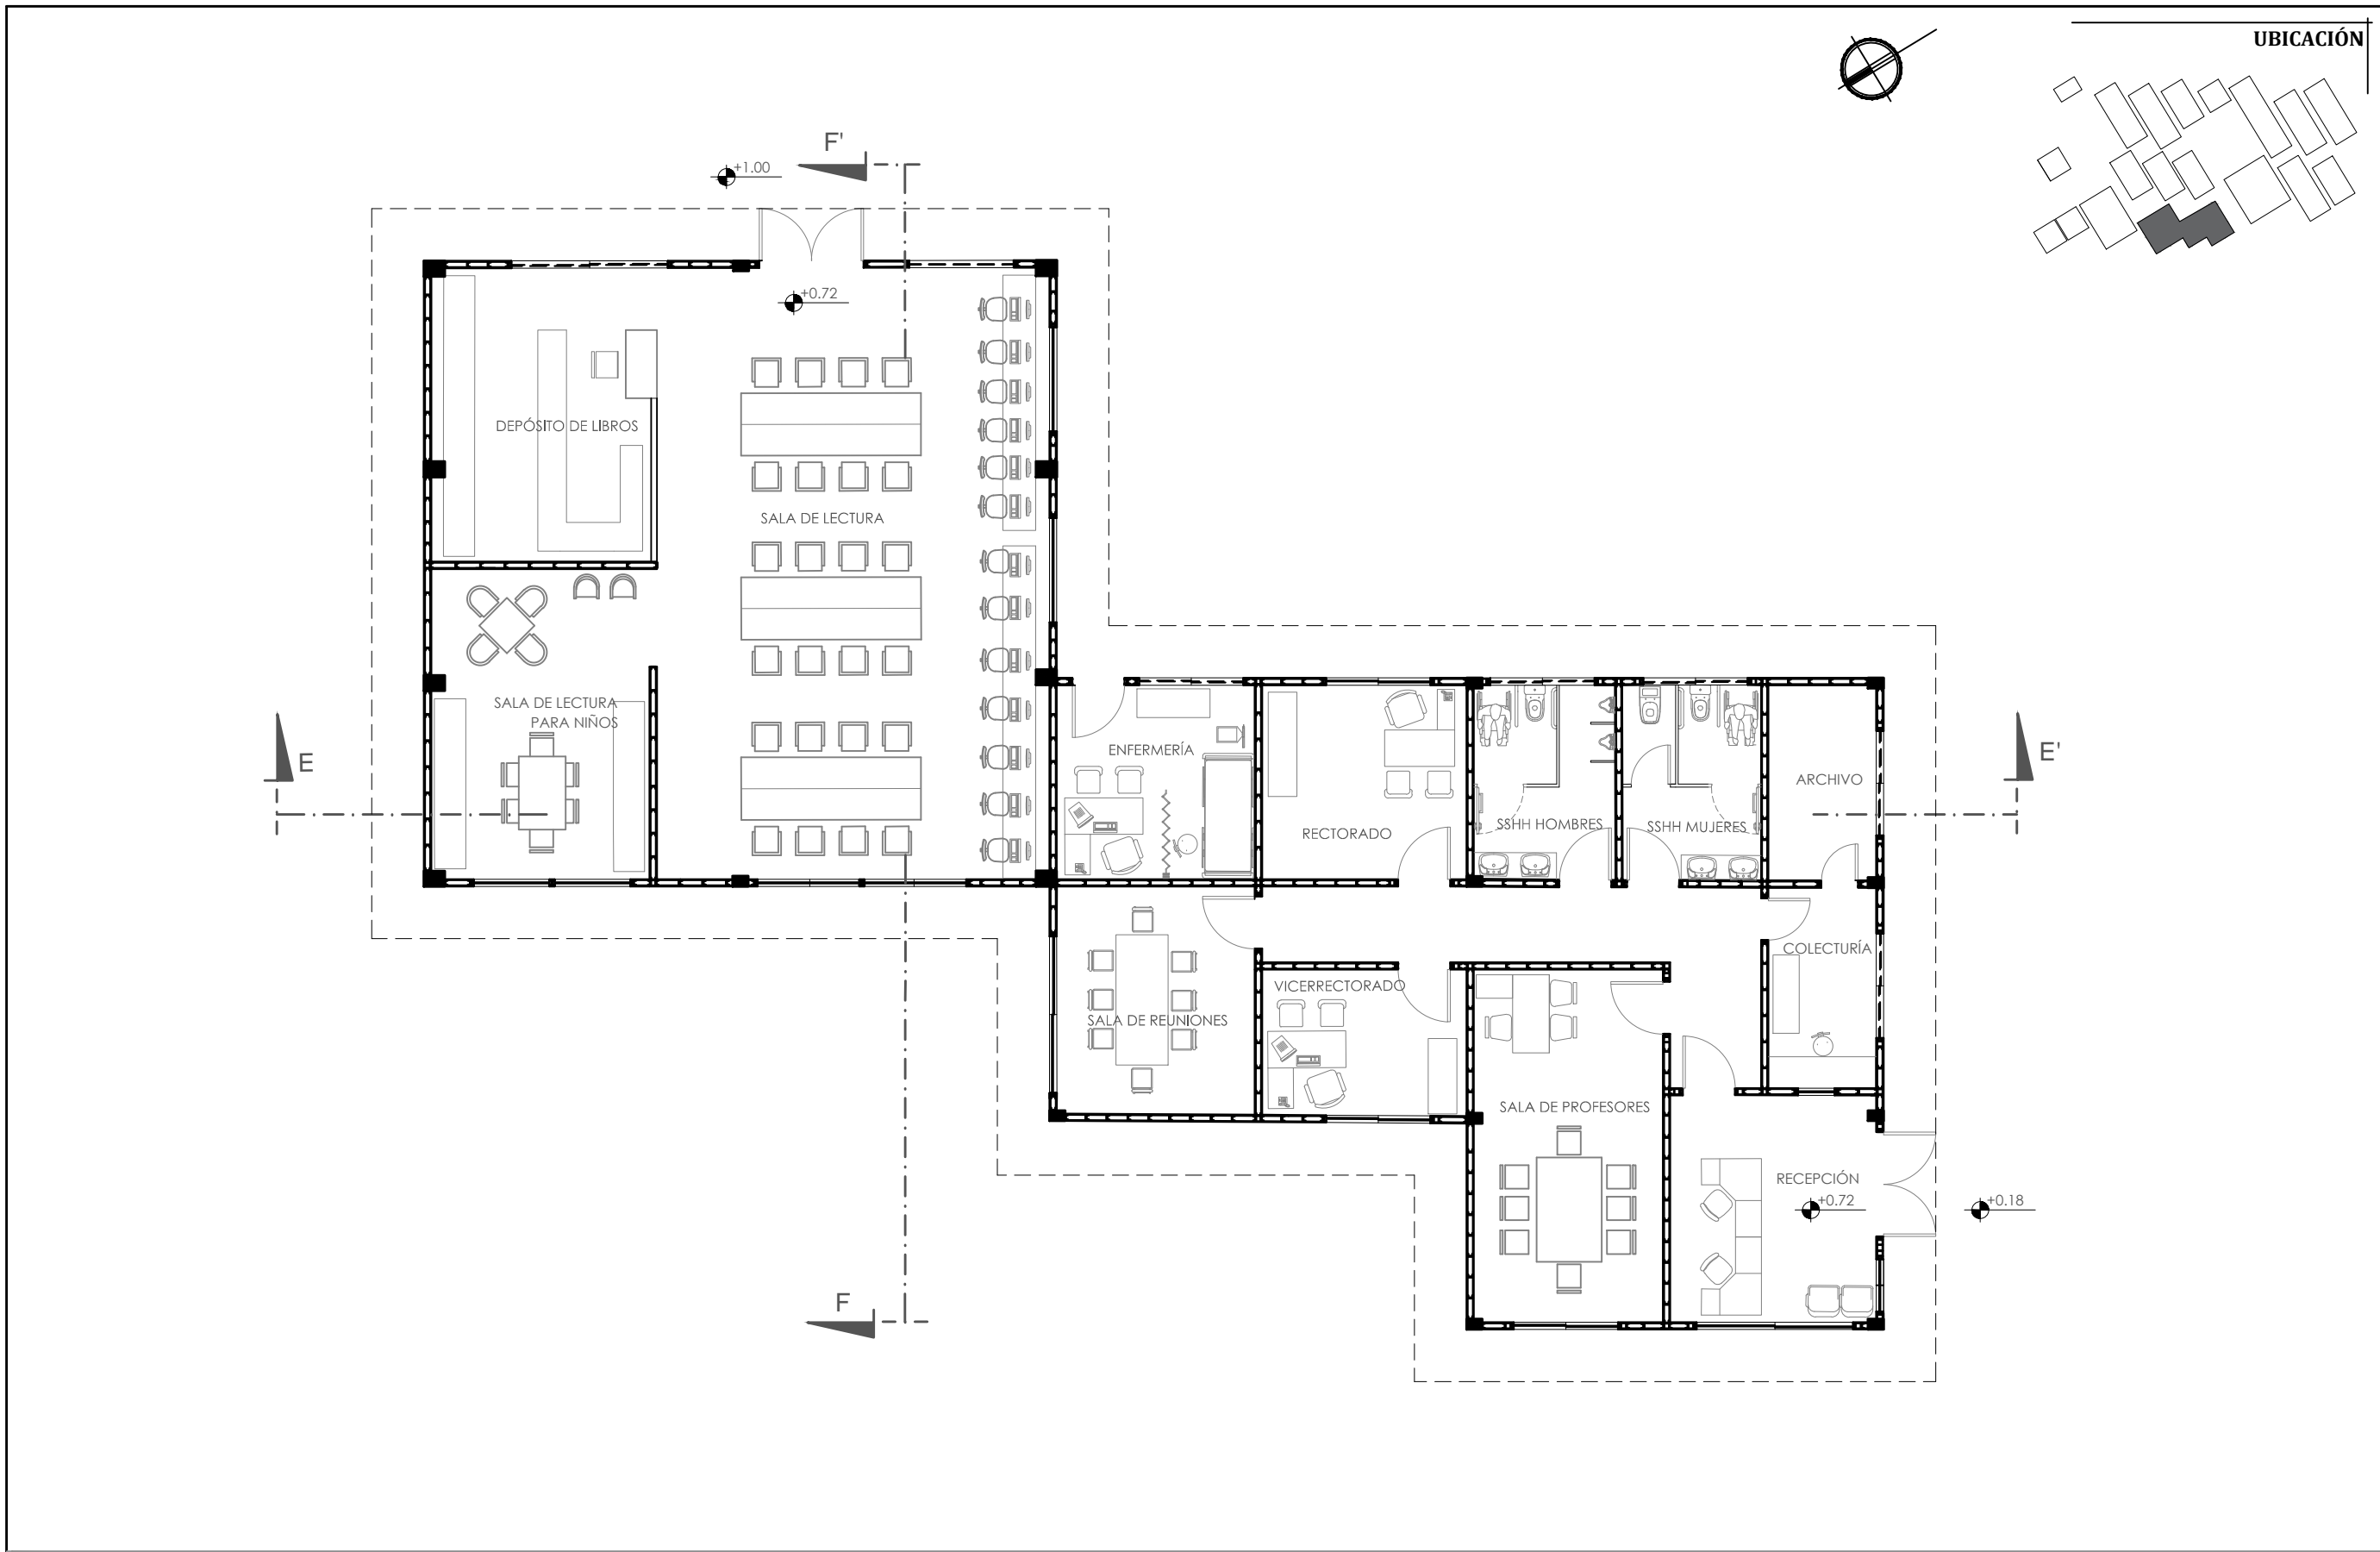 UBICACIÓN
F'
+1.00
+0.72
DEPÓSITO DE LIBROS
SALA DE LECTURA
SALA DE LECTURA
PARA NIÑOS
E
ENFERMERÍA
RECTORADO
SSHH HOMBRES
SSHH MUJERES
ARCHIVO
E'
COLECTURÍA
VICERRECTORADO
SALA DE REUNIONES
SALA DE PROFESORES
RECEPCIÓN
+0.72
+0.18
F